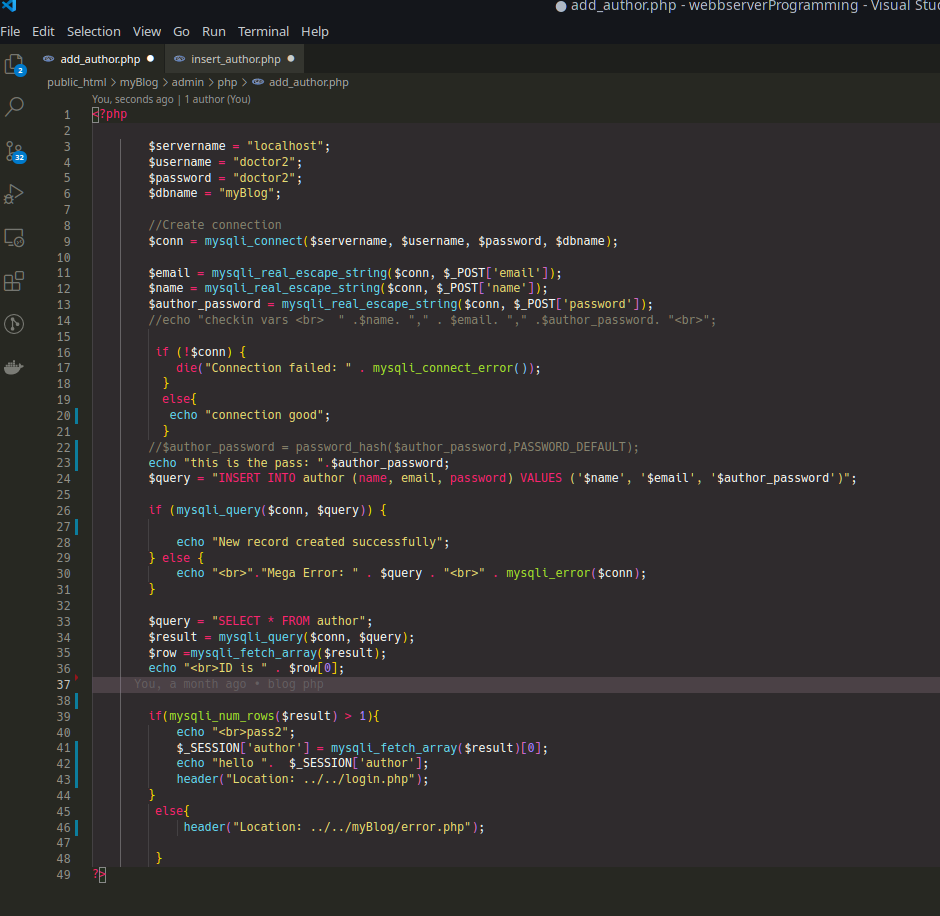 add_author.php - webbserverProgramming - Visual Stu
File Edit Selection View Go Run Terminal Help
add_author.php insert_author.php
2
public_html > myBlog > admin > php > add_author.php
You, seconds ago | 1 author (You)
1 <?php
2
3 $servername = "localhost";
32
4 $username = "doctor2";
5 $password = "doctor2";
6 $dbname = "myBlog";
7
8 //Create connection
9 $conn = mysqli_connect($servername, $username, $password, $dbname);
10
11 $email = mysqli_real_escape_string($conn, $_POST['email']);
12 $name = mysqli_real_escape_string($conn, $_POST['name']);
13 $author_password = mysqli_real_escape_string($conn, $_POST['password']);
14 //echo "checkin vars <br> " .$name. "," . $email. "," .$author_password. "<br>";
15
16 if (!$conn) {
17 die("Connection failed: " . mysqli_connect_error());
18 }
19 else{
20 echo "connection good";
21 }
22 //$author_password = password_hash($author_password,PASSWORD_DEFAULT);
23 echo "this is the pass: ".$author_password;
24 $query = "INSERT INTO author (name, email, password) VALUES ('$name', '$email', '$author_password')";
25
26 if (mysqli_query($conn, $query)) {
27
28 echo "New record created successfully";
29 } else {
30 echo "<br>"."Mega Error: " . $query . "<br>" . mysqli_error($conn);
31 }
32
33 $query = "SELECT * FROM author";
34 $result = mysqli_query($conn, $query);
35 $row =mysqli_fetch_array($result);
36 echo "<br>ID is " . $row[0];
37 You, a month ago • blog php
38
39 if(mysqli_num_rows($result) > 1){
40 echo "<br>pass2";
41 $_SESSION['author'] = mysqli_fetch_array($result)[0];
42 echo "hello ". $_SESSION['author'];
43 header("Location: ../../login.php");
44 }
45 else{
46 header("Location: ../../myBlog/error.php");
47
48 }
49 ?>